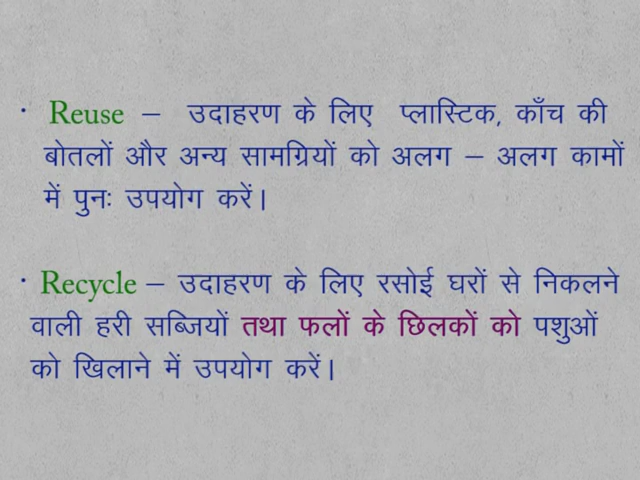 • Reuse – उदाहरण के लिए प्लास्टिक, काँच की
बोतलों और अन्य सामग्रियों को अलग – अलग कामों
में पुनः उपयोग करें।
• Recycle – उदाहरण के लिए रसोई घरों से निकलने
वाली हरी सब्जियों तथा फलों के छिलकों को पशुओं
को खिलाने में उपयोग करें।